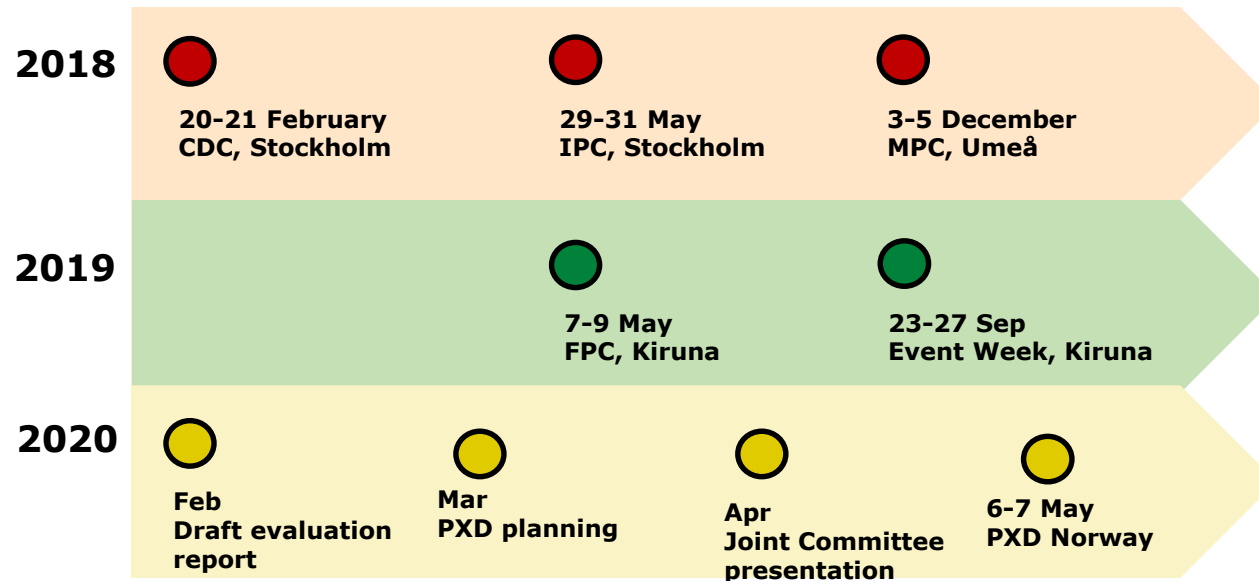 2018
20-21 February
CDC, Stockholm
29-31 May
IPC, Stockholm
3-5 December
MPC, Umeå
2019
7-9 May
FPC, Kiruna
23-27 Sep
Event Week, Kiruna
2020
Feb
Draft evaluation
report
Mar
PXD planning
Apr
Joint Committee
presentation
6-7 May
PXD Norway